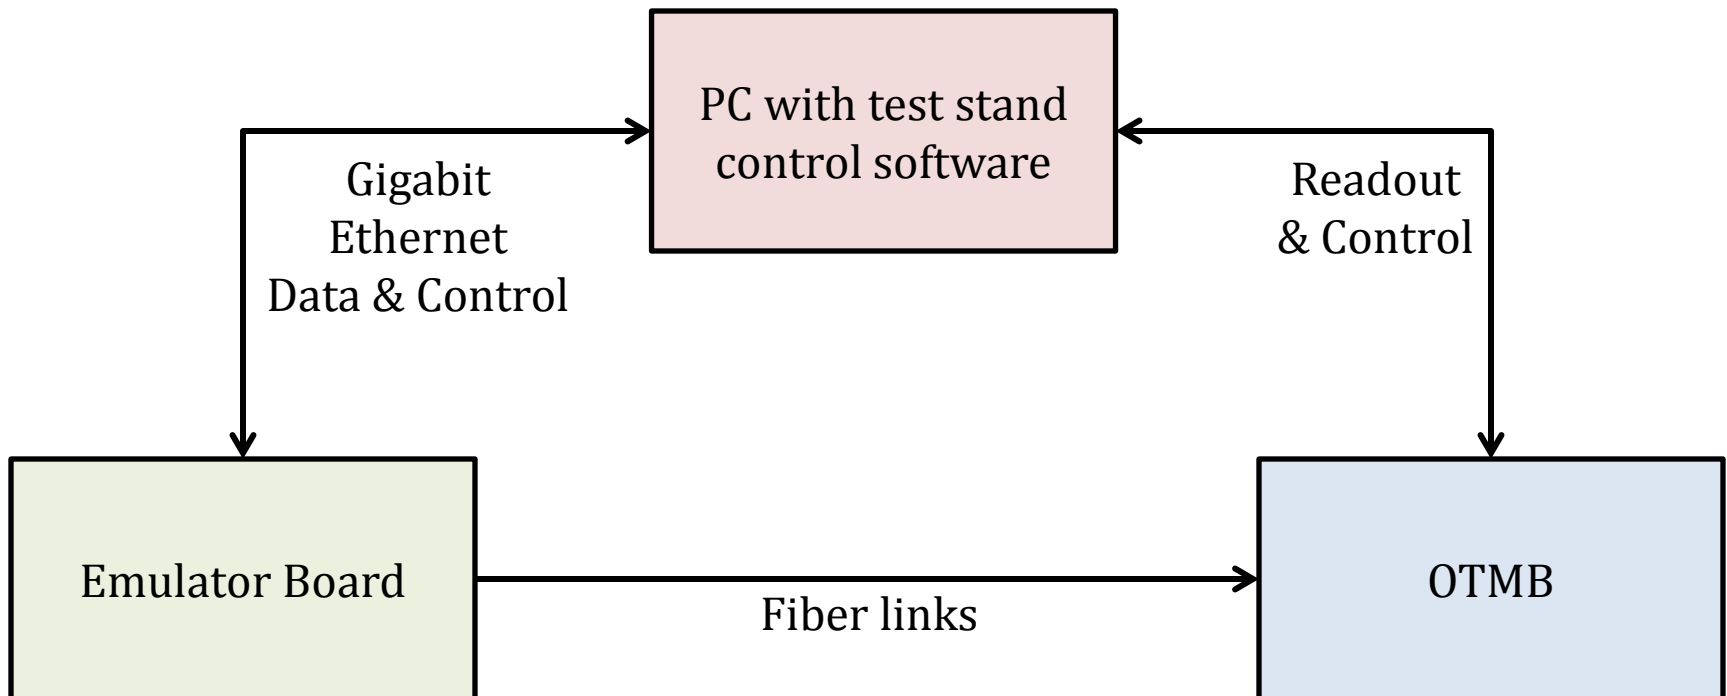 PC with test stand
control software
Gigabit
Ethernet
Data & Control
Readout
& Control
Emulator Board
Fiber links
OTMB